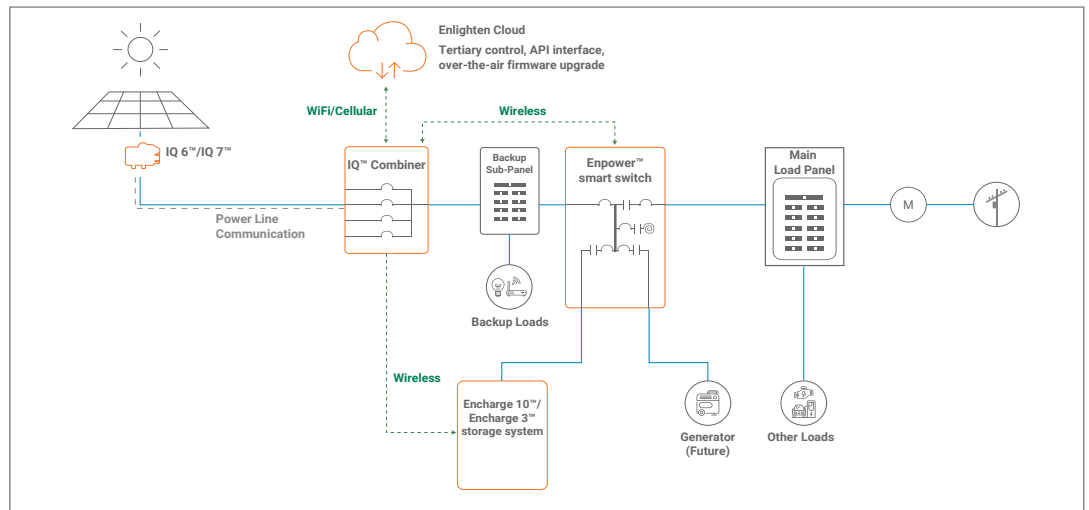 Enlighten Cloud
Tertiary control, API interface,
over-the-air firmware upgrade
WiFi/Cellular
Wireless
IQ 6™/IQ 7™
IQ™ Combiner
Backup
Sub-Panel
Enpower™
smart switch
Main
Load Panel
M
Power Line
Communication
Backup Loads
Wireless
Encharge 10™/
Encharge 3™
storage system
Generator
(Future)
Other Loads